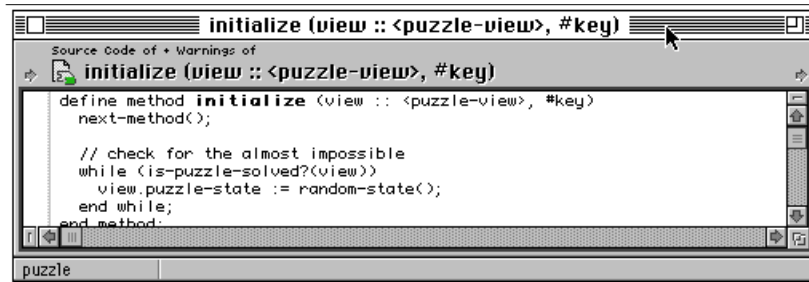 initialize (view :: <puzzle-view>, #key)
Source Code of + Warnings of
initialize (view :: <puzzle-view>, #key)
define method initialize (view :: <puzzle-view>, #key)
next-method();
// check for the almost impossible
while (is-puzzle-solved?(view))
view.puzzle-state := random-state();
end while;
end method;
puzzle